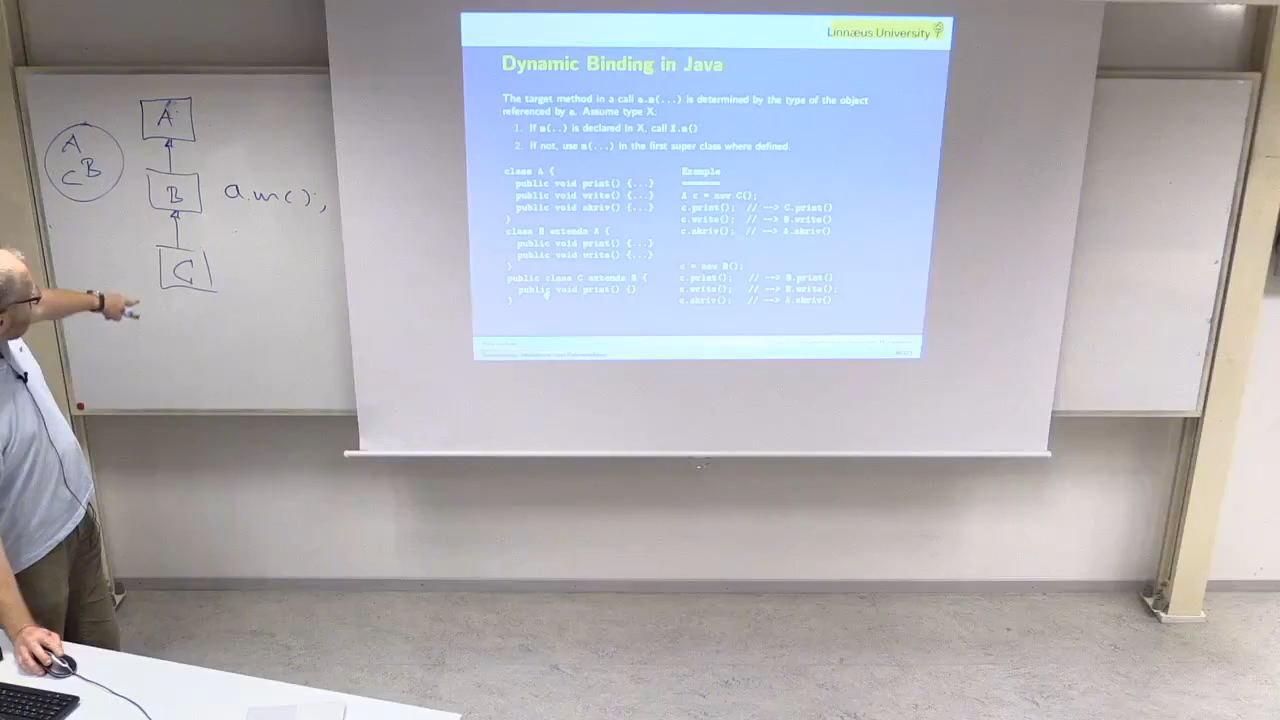 Linnæus University
Dynamic Binding in Java
The target method in a call a.m(...) is determined by the type of the object
referenced by a. Assume type X:
1. If m(..) is declared in X, call X.m()
2. If not, use m(...) in the first super class where defined.
class A {
public void print() {...}
public void write() {...}
public void skriv() {...}
}
class B extends A {
public void print() {...}
public void write() {...}
}
public class C extends B {
public void print() {}
}
Example
=======
A c = new C();
c.print(); // --> C.print()
c.write(); // --> B.write()
c.skriv(); // --> A.skriv()
c = new B();
c.print(); // --> B.print()
c.write(); // --> B.write();
c.skriv(); // --> A.skriv()
A
B
C
A
B
C
a.m();